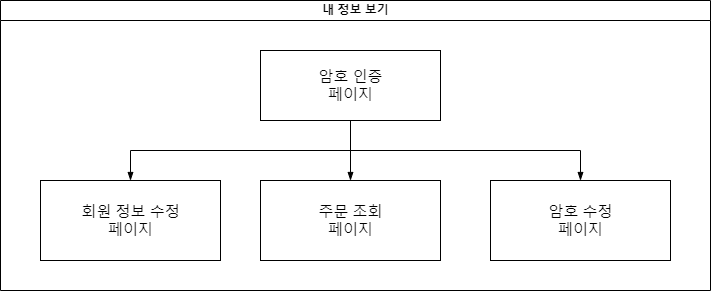 내 정보 보기
암호 인증
페이지
회원 정보 수정
페이지
주문 조회
페이지
암호 수정
페이지